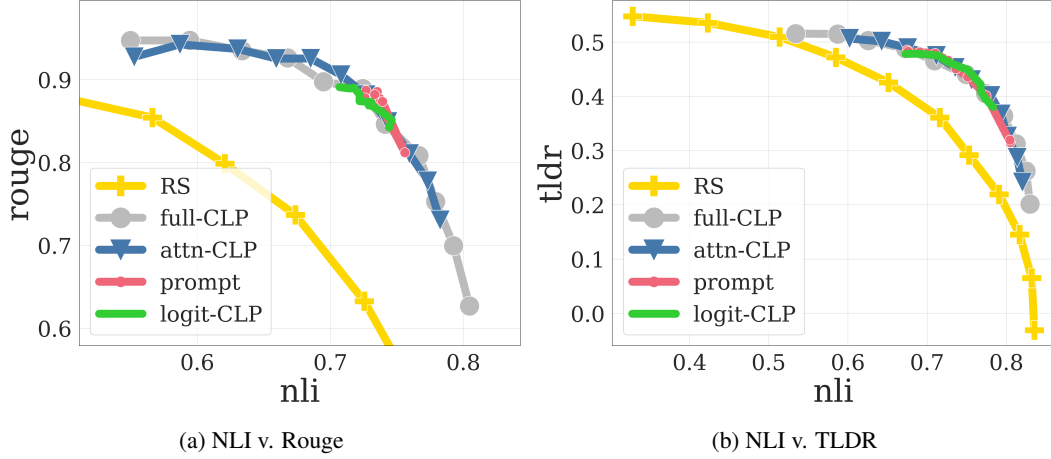 rouge
0.9
0.8
0.7
0.6
RS
full-CLP
attn-CLP
prompt
logit-CLP
0.6 0.7 0.8
nli
(a) NLI v. Rouge
tldr
0.5
0.4
0.3
0.2
0.1
0.0
RS
full-CLP
attn-CLP
prompt
logit-CLP
0.4 0.5 0.6 0.7 0.8
nli
(b) NLI v. TLDR